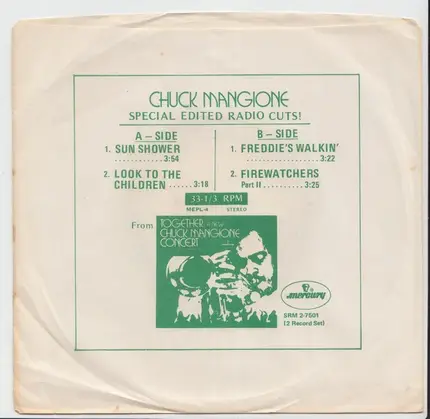 CHUCK MANGIONE
SPECIAL EDITED RADIO CUTS!
A – SIDE
1. SUN SHOWER
.............3:54
2. LOOK TO THE
CHILDREN ......3:18
B – SIDE
1. FREDDIE'S WALKIN'
.............3:22
2. FIREWATCHERS
Part II .........3:25
33-1/3 RPM
MEPL-4 STEREO
From
TOGETHER
CHUCK MANGIONE
CONCERT
mercury
SRM 2-7501
(2 Record Set)